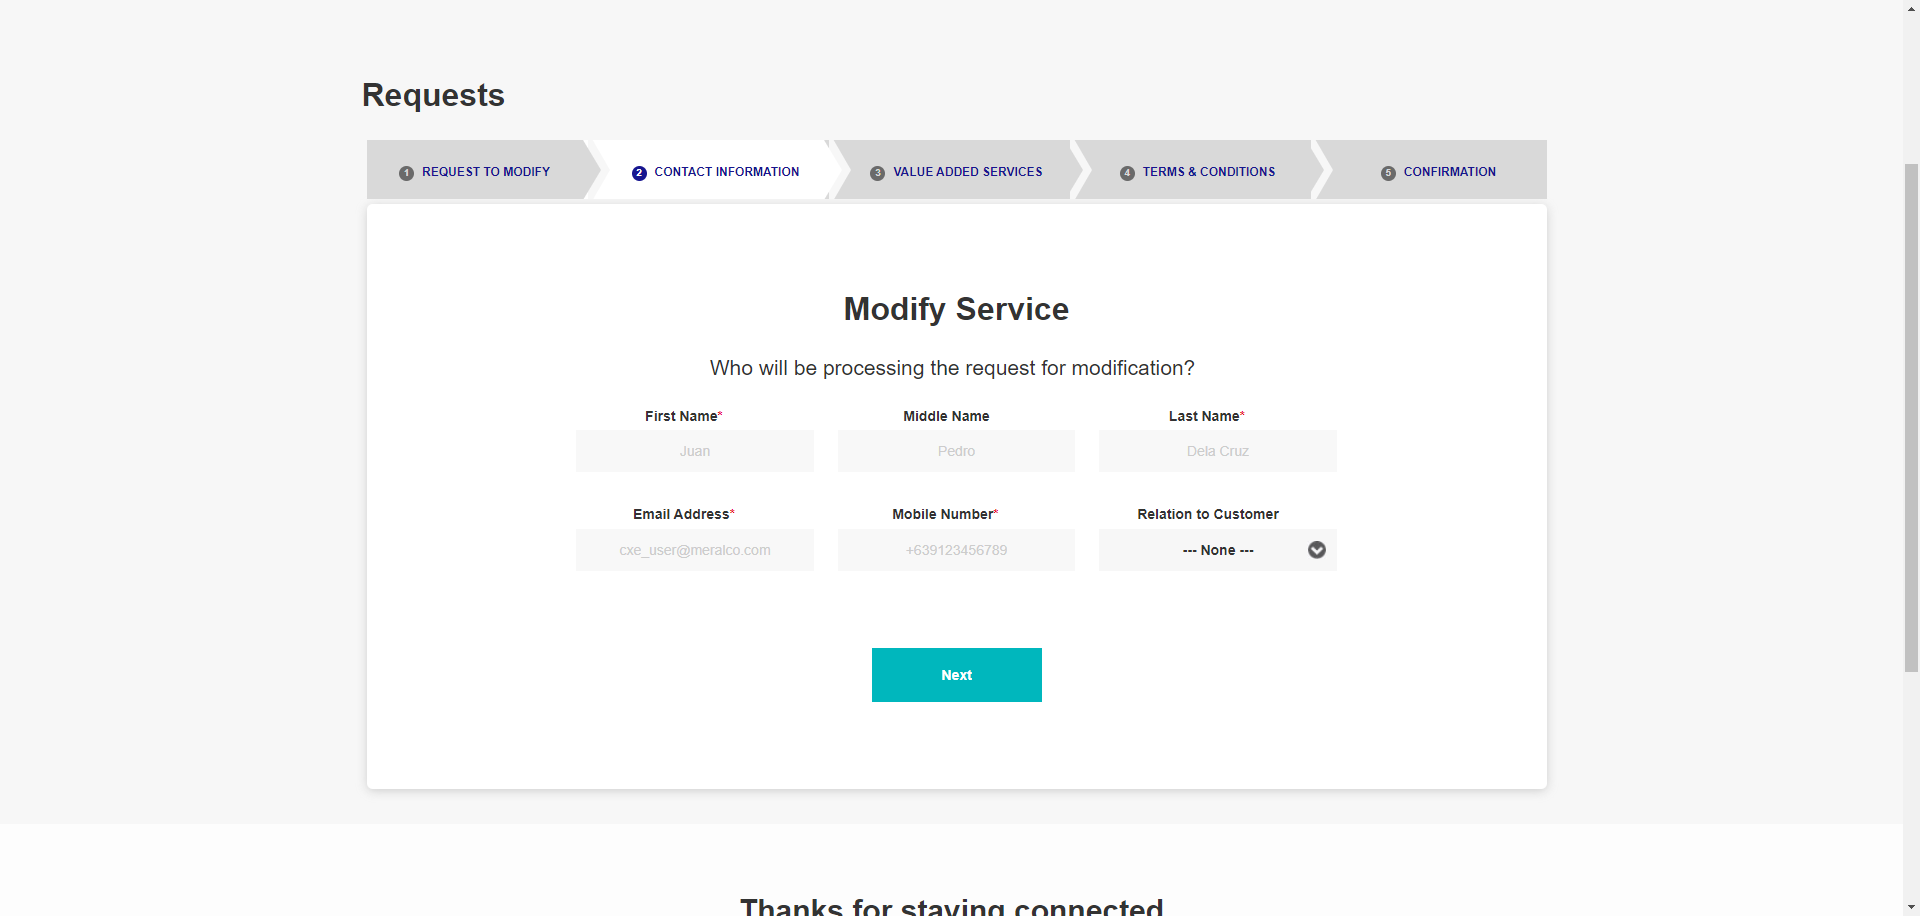 Requests
1 REQUEST TO MODIFY 2 CONTACT INFORMATION 3 VALUE ADDED SERVICES 4 TERMS & CONDITIONS 5 CONFIRMATION
Modify Service
Who will be processing the request for modification?
First Name* Middle Name Last Name*
Juan Pedro Dela Cruz
Email Address* Mobile Number* Relation to Customer
cxe_user@meralco.com +639123456789 --- None ---
Next
Thanks for staying connected